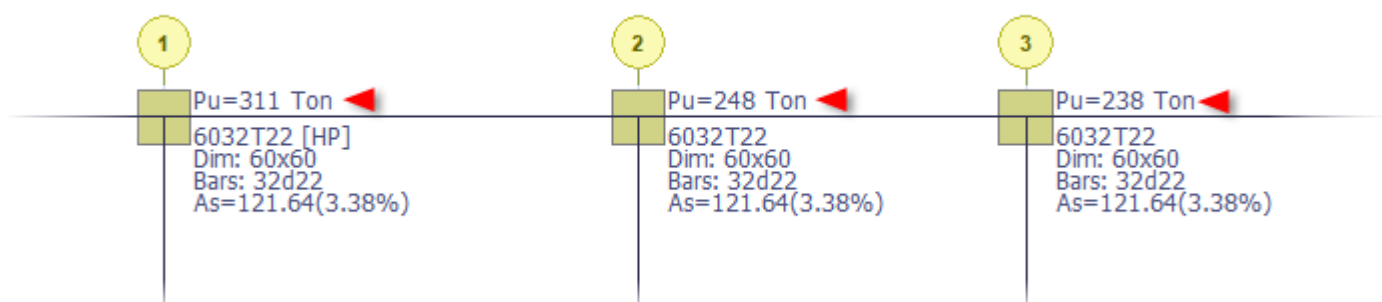 1
2
3
Pu=311 Ton
6032T22 [HP]
Dim: 60x60
Bars: 32d22
As=121.64(3.38%)
Pu=248 Ton
6032T22
Dim: 60x60
Bars: 32d22
As=121.64(3.38%)
Pu=238 Ton
6032T22
Dim: 60x60
Bars: 32d22
As=121.64(3.38%)